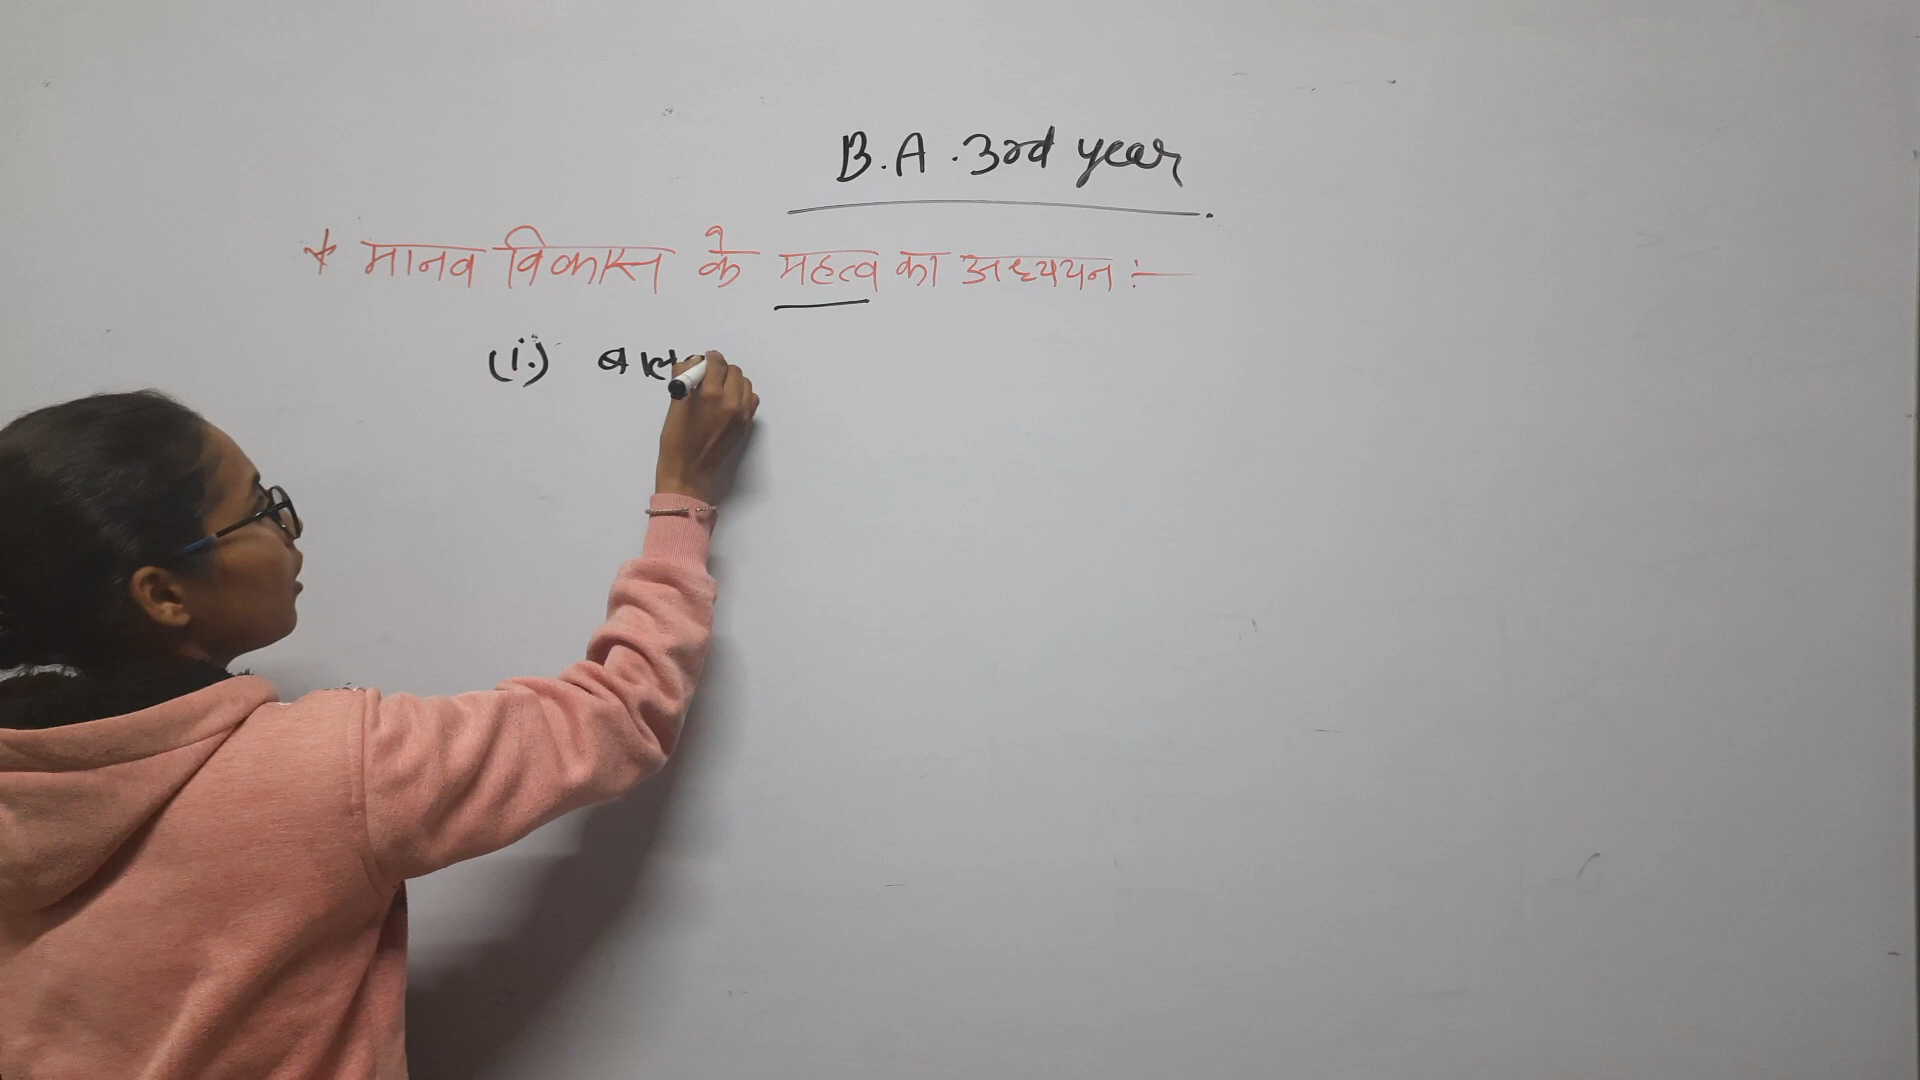 B.A. 3rd year
* मानव विकास के महत्व का अध्ययन :-
(i.)